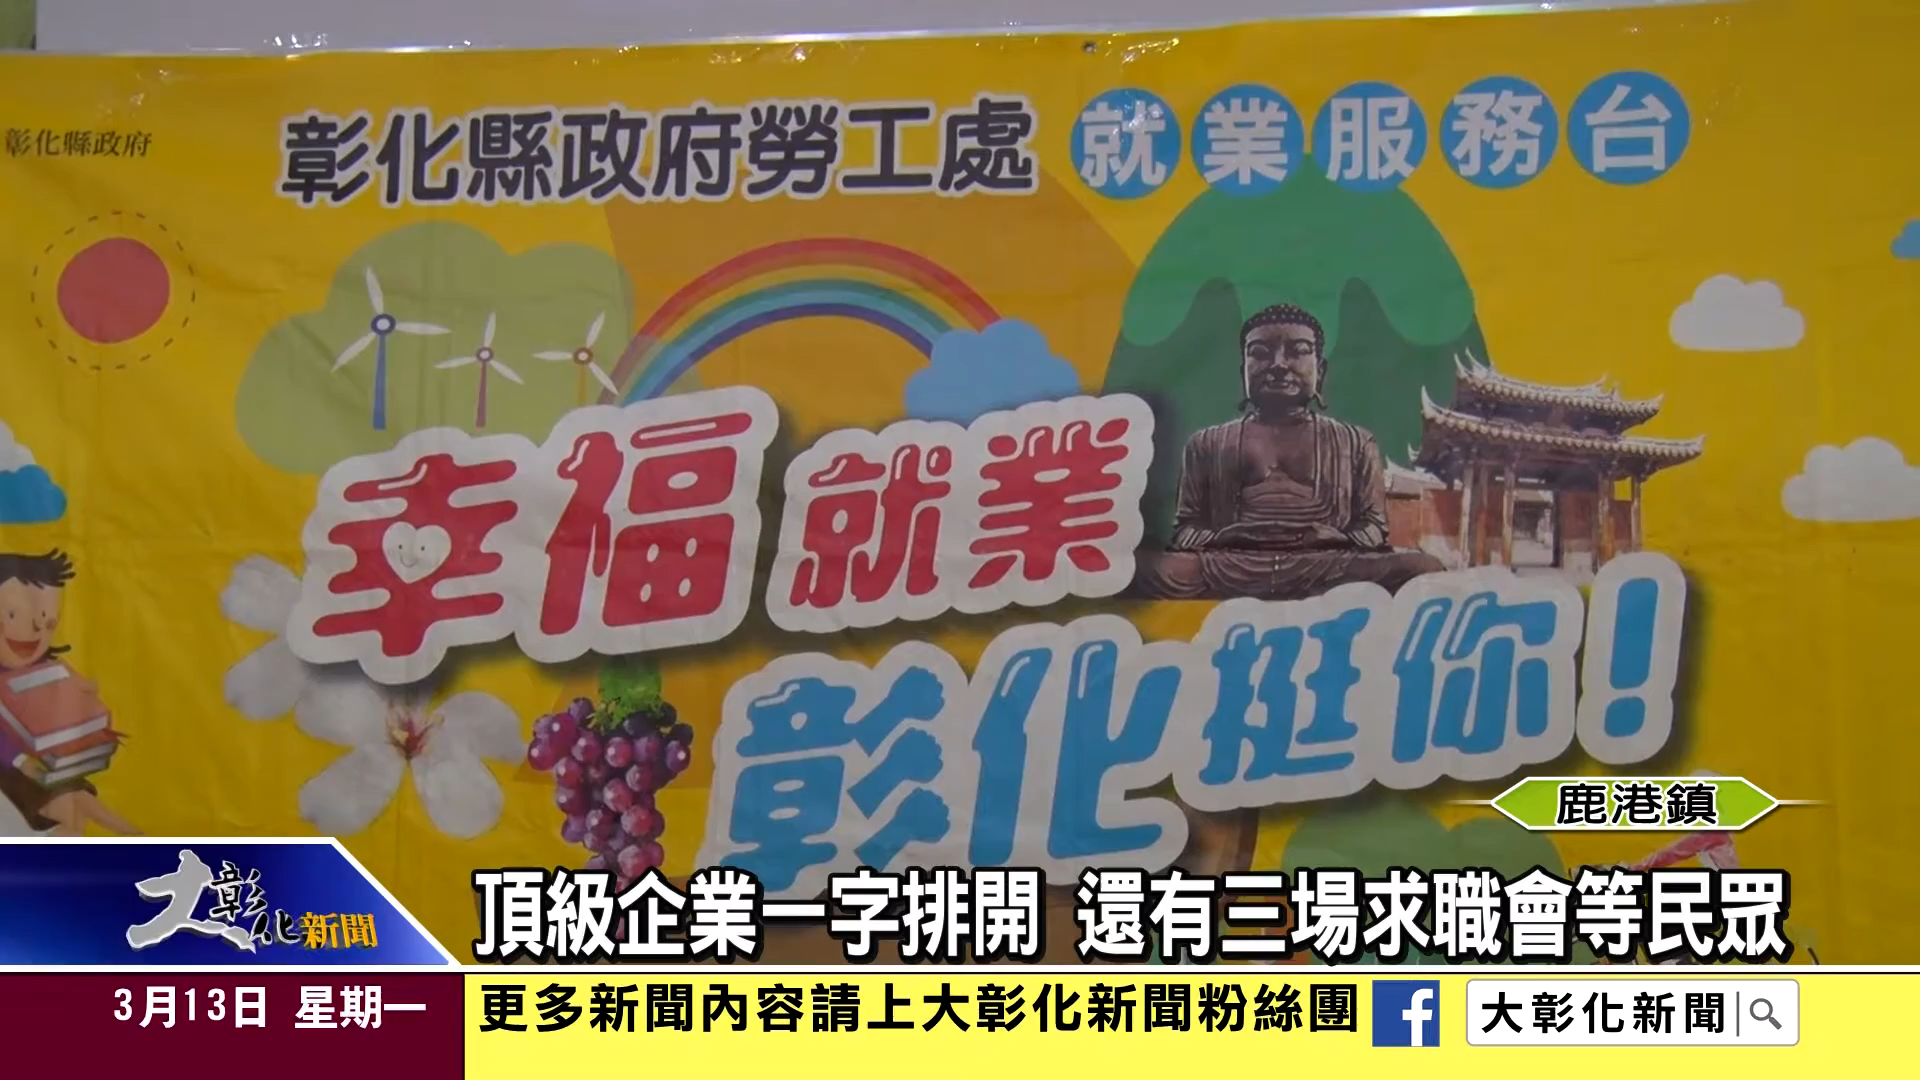 彰化縣政府
彰化縣政府勞工處 就業服務台
幸福就業
彰化挺你！
鹿港鎮
大彰化新聞
頂級企業一字排開 還有三場求職會等民眾
3月13日 星期一
更多新聞內容請上大彰化新聞粉絲團 f 大彰化新聞